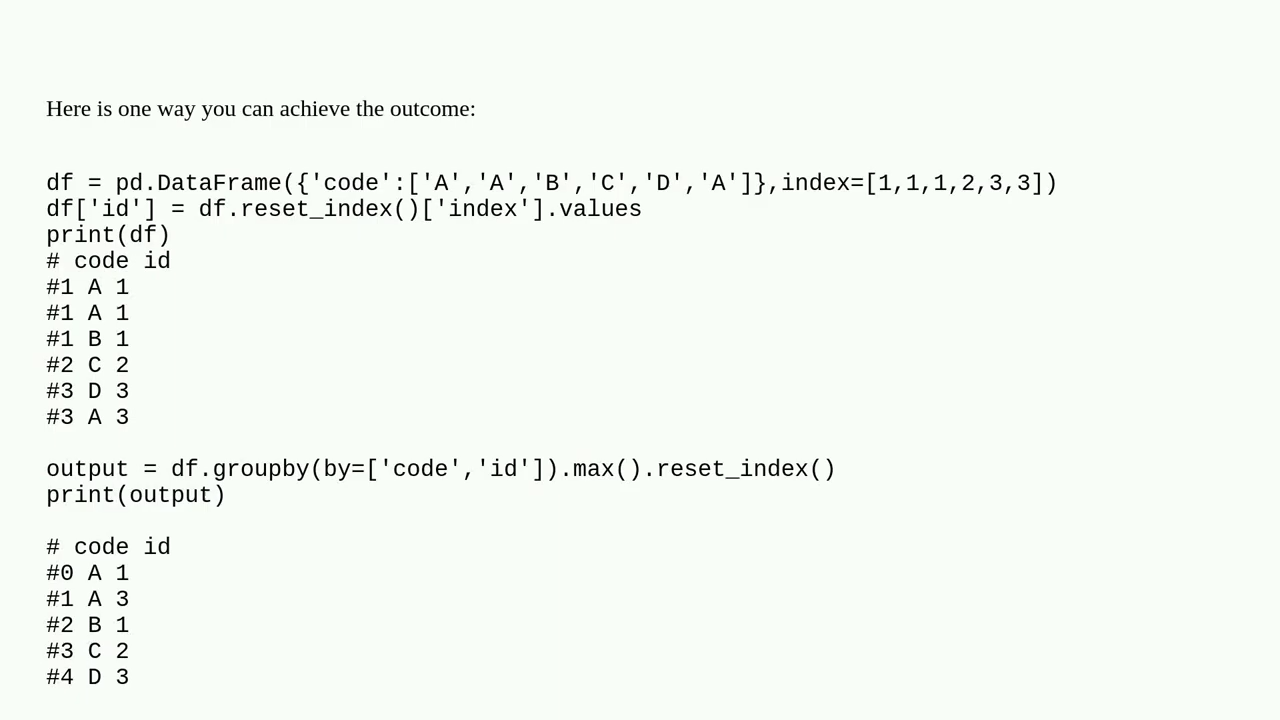 Here is one way you can achieve the outcome:
df = pd.DataFrame({'code':['A','A','B','C','D','A']},index=[1,1,1,2,3,3])
df['id'] = df.reset_index()['index'].values
print(df)
# code id
#1 A 1
#1 A 1
#1 B 1
#2 C 2
#3 D 3
#3 A 3
output = df.groupby(by=['code','id']).max().reset_index()
print(output)
# code id
#0 A 1
#1 A 3
#2 B 1
#3 C 2
#4 D 3